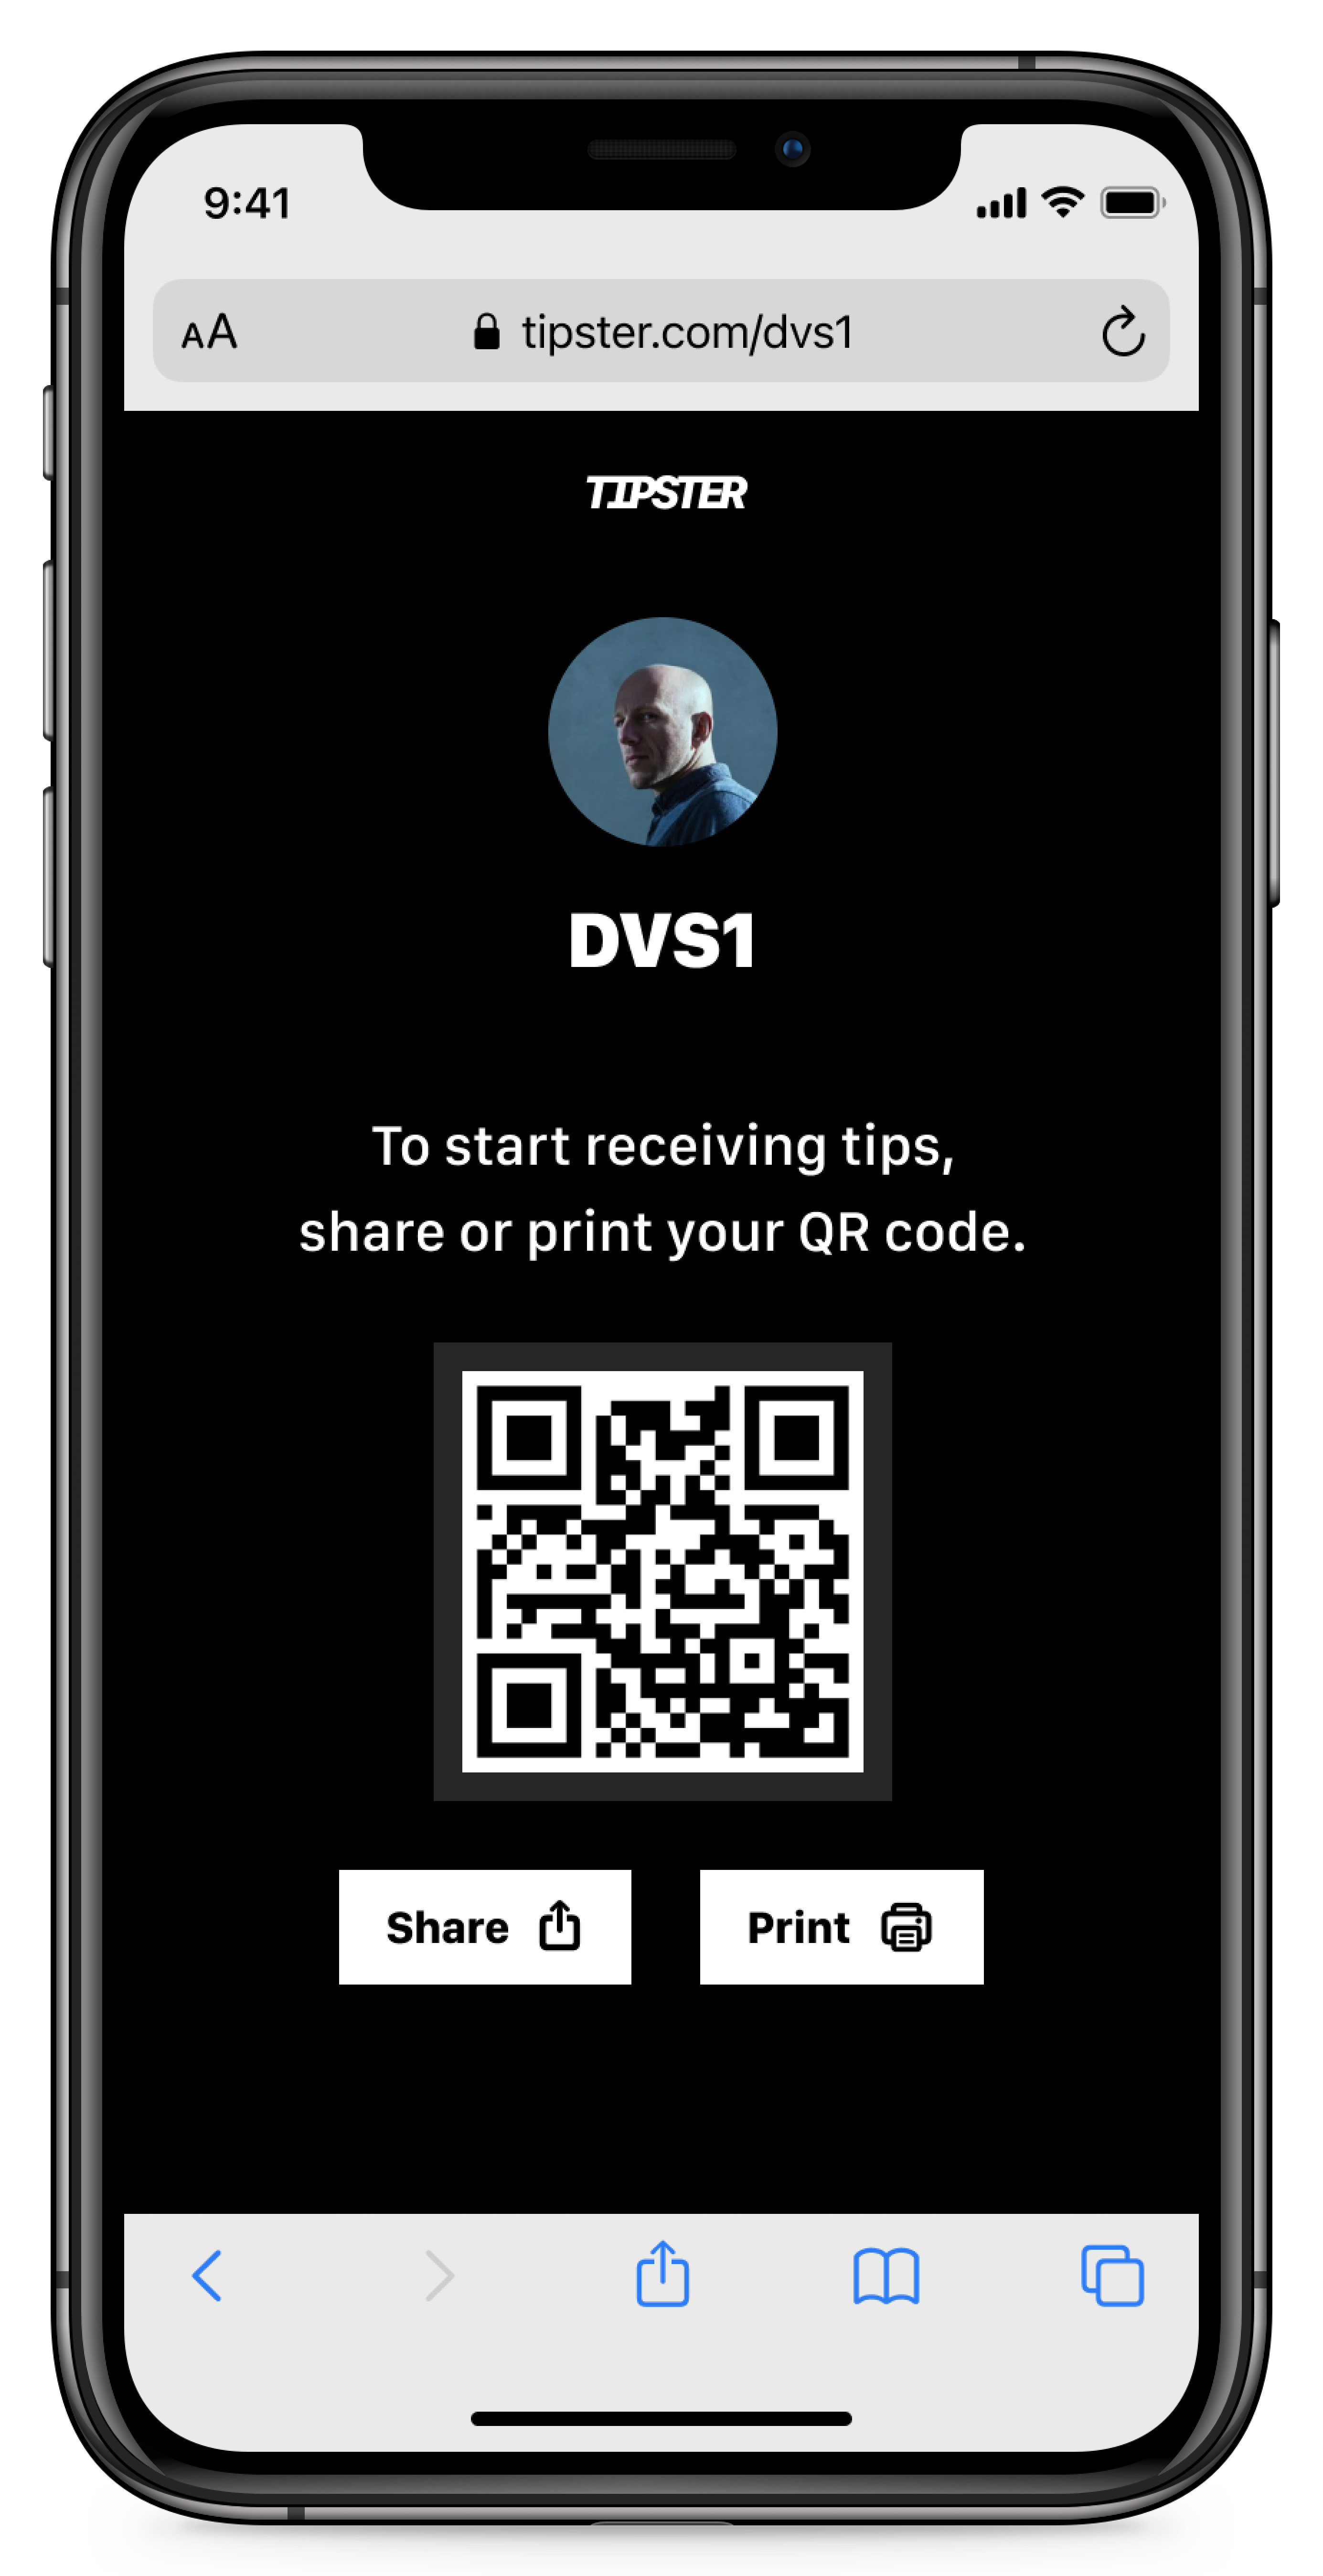 9:41
AA tipster.com/dvs1
TIPSTER
DVS1
To start receiving tips,
share or print your QR code.
Share Print